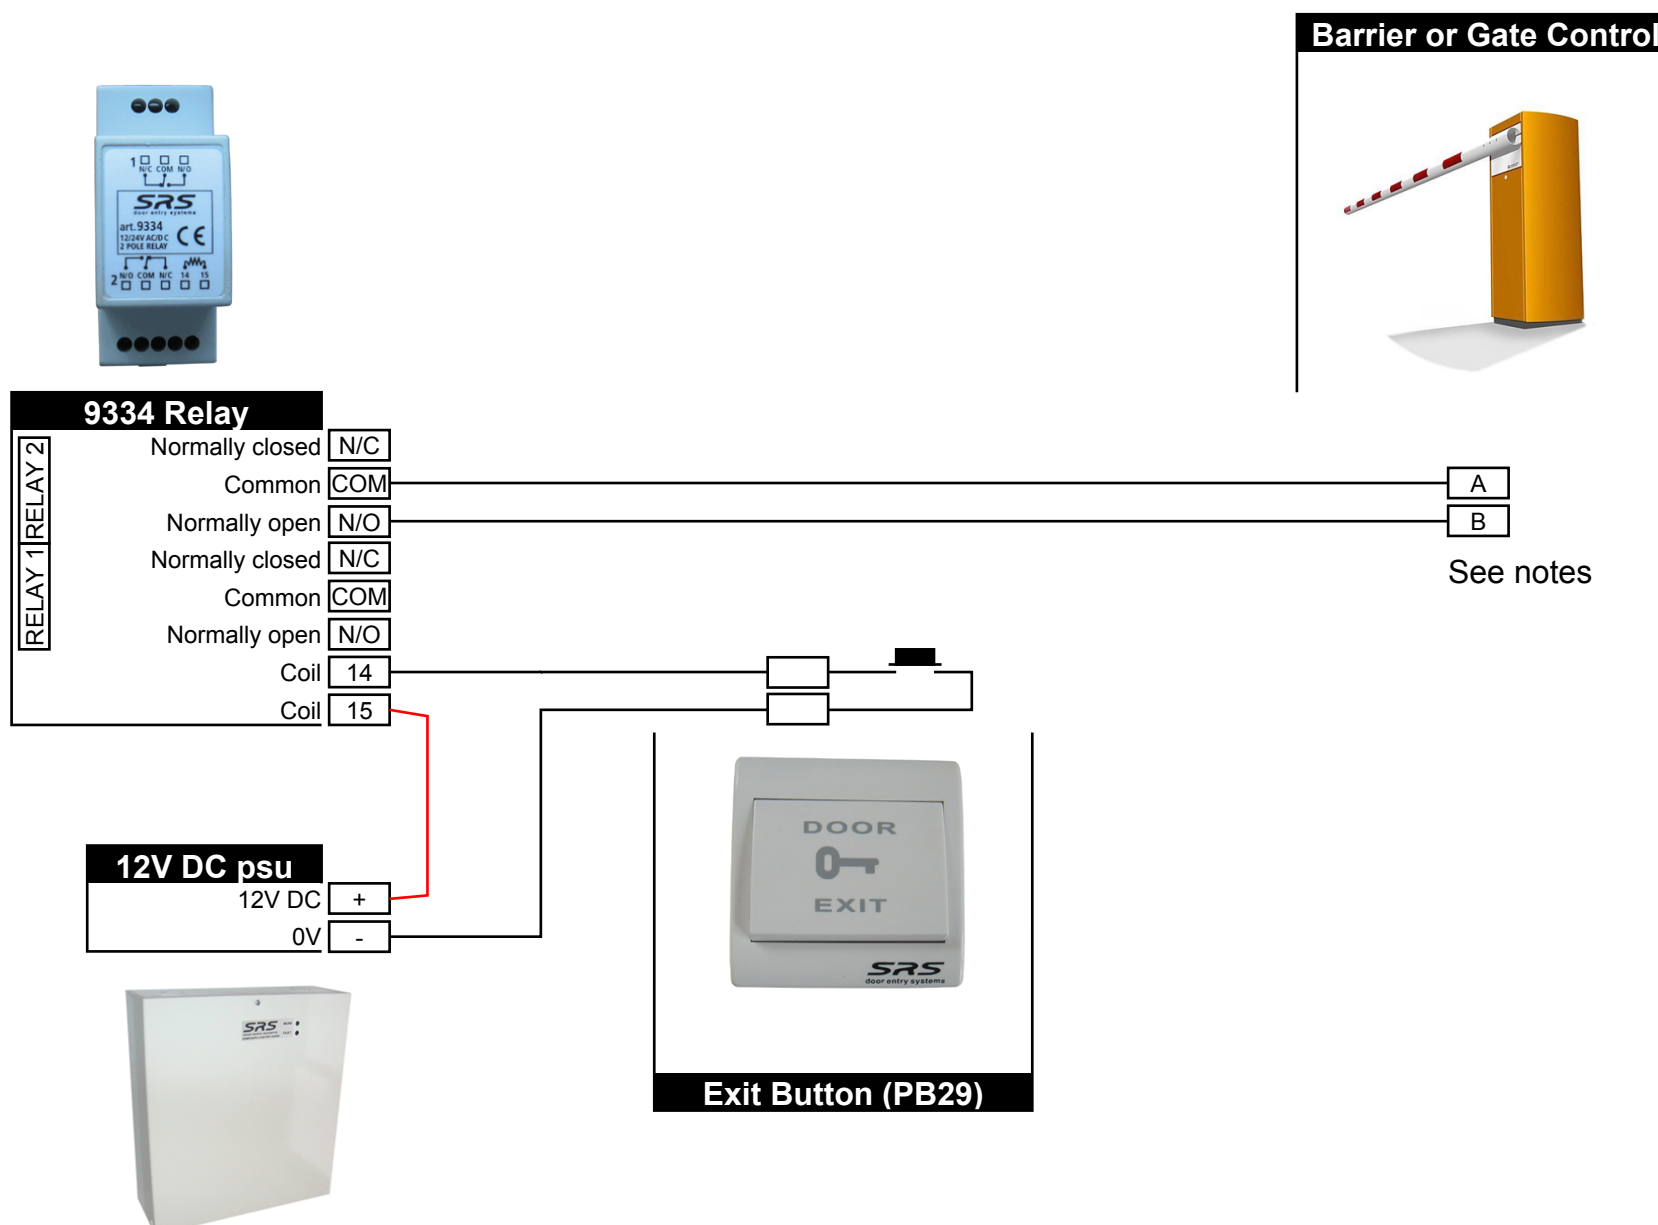 Barrier or Gate Control
1
N/C COM N/O
SRS
door entry systems
art.9334
12/24V AC/DC
2 POLE RELAY
CE
N/O COM N/C 14 15
2
9334 Relay
RELAY 2
Normally closed N/C
Common COM
Normally open N/O
RELAY 1
Normally closed N/C
Common COM
Normally open N/O
Coil 14
Coil 15
A
B
See notes
12V DC psu
12V DC +
0V -
DOOR
EXIT
SRS
door entry systems
Exit Button (PB29)
SRS